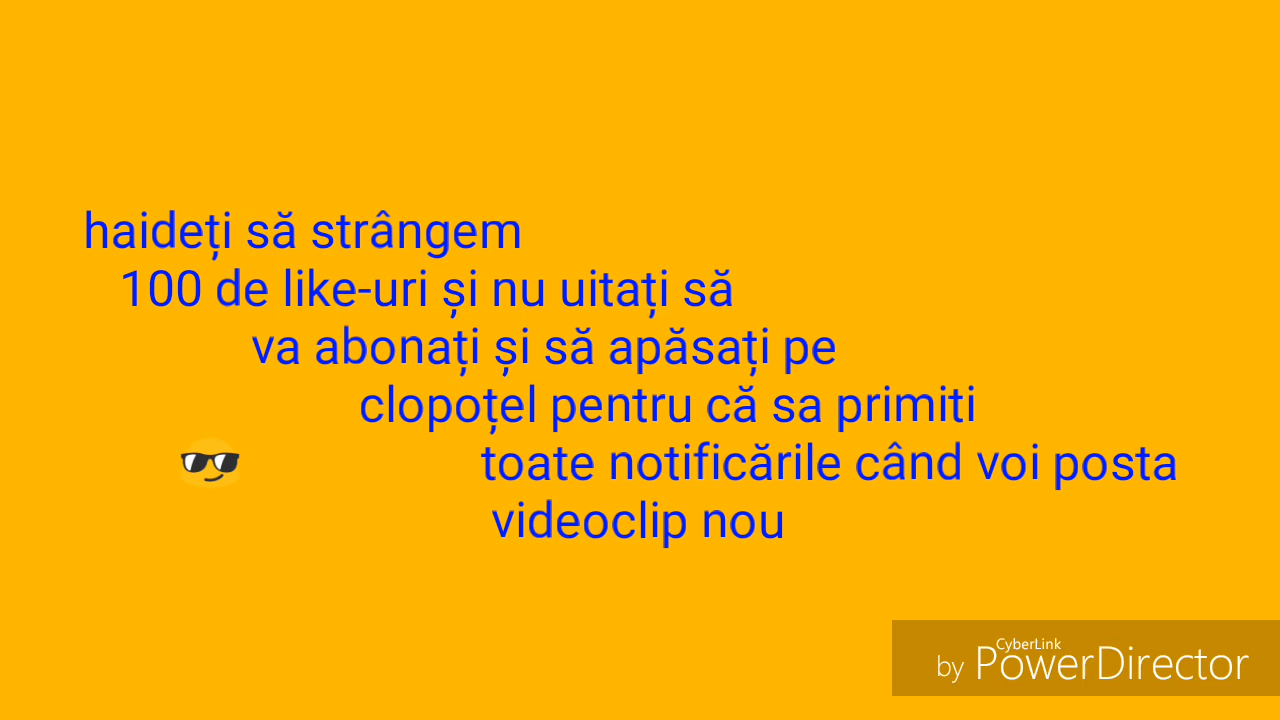 haideți să strângem
100 de like-uri și nu uitați să
va abonați și să apăsați pe
clopoțel pentru că sa primiti
😎 toate notificările când voi posta
videoclip nou
by CyberLink PowerDirector